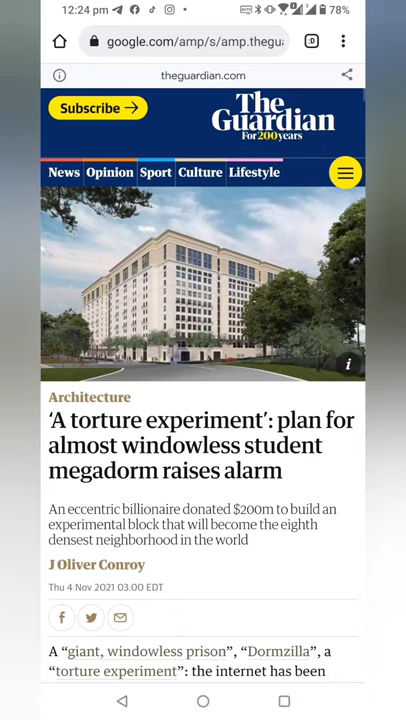 12:24 pm
78%
google.com/amp/s/amp.thegu
:D
theguardian.com
Subscribe →
The
Guardian
For 200 years
News Opinion Sport Culture Lifestyle
i
Architecture
‘A torture experiment’: plan for
almost windowless student
megadorm raises alarm
An eccentric billionaire donated $200m to build an
experimental block that will become the eighth
densest neighborhood in the world
J Oliver Conroy
Thu 4 Nov 2021 03.00 EDT
A “giant, windowless prison”, “Dormzilla”, a
“torture experiment”: the internet has been